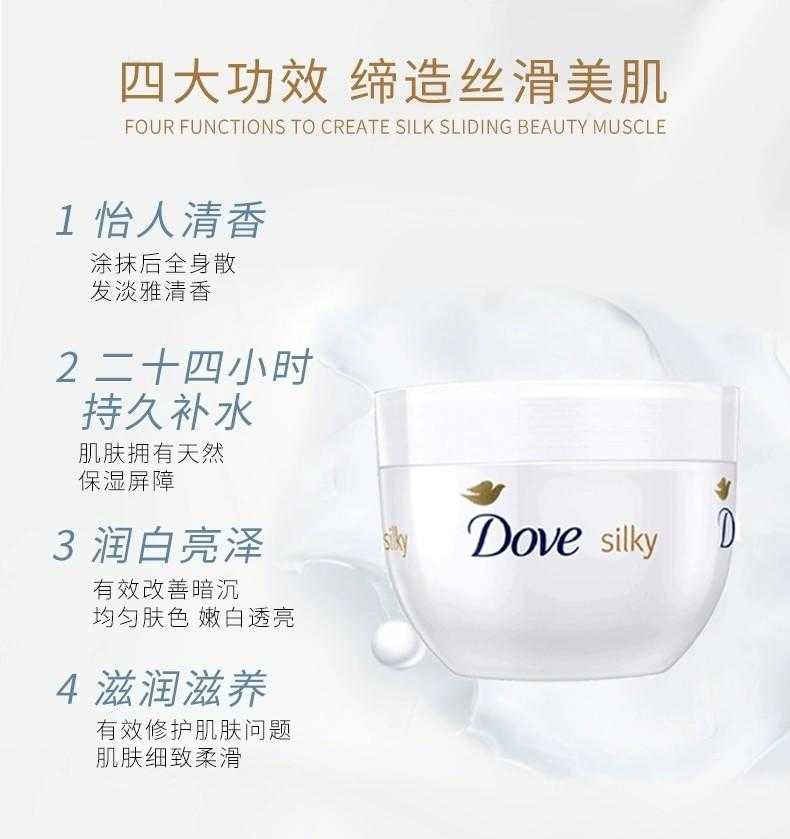 四大功效 缔造丝滑美肌
FOUR FUNCTIONS TO CREATE SILK SLIDING BEAUTY MUSCLE
1 怡人清香
涂抹后全身散
发淡雅清香
2 二十四小时
持久补水
肌肤拥有天然
保湿屏障
3 润白亮泽
有效改善暗沉
均匀肤色 嫩白透亮
4 滋润滋养
有效修护肌肤问题
肌肤细致柔滑
silky
Dove silky
D